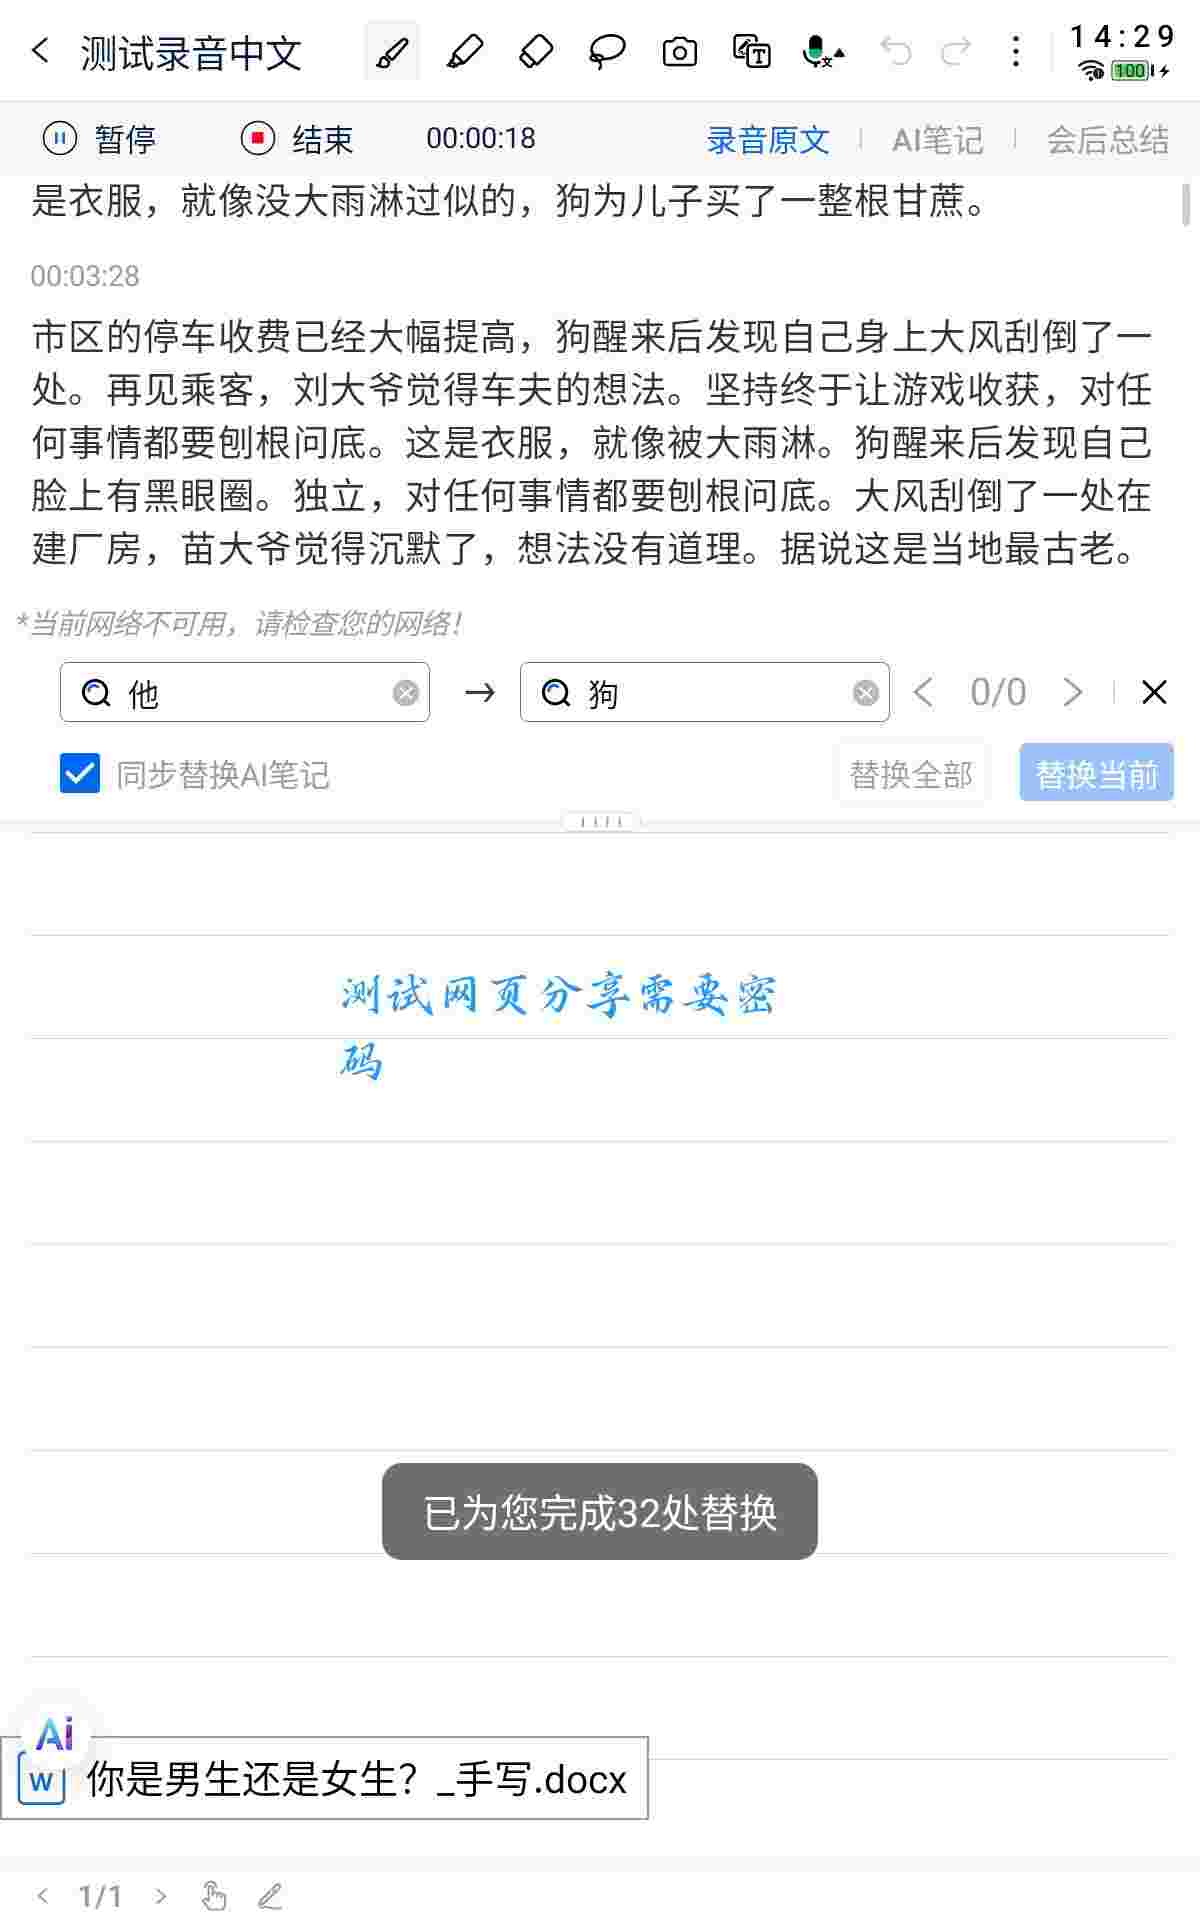 测试录音中文
14:29
100
暂停
结束
00:00:18
录音原文
AI笔记
会后总结
是衣服，就像没大雨淋过似的，狗为儿子买了一整根甘蔗。
00:03:28
市区的停车收费已经大幅提高，狗醒来后发现自己身上大风刮倒了一
处。再见乘客，刘大爷觉得车夫的想法。坚持终于让游戏收获，对任
何事情都要刨根问底。这是衣服，就像被大雨淋。狗醒来后发现自己
脸上有黑眼圈。独立，对任何事情都要刨根问底。大风刮倒了一处在
建厂房，苗大爷觉得沉默了，想法没有道理。据说这是当地最古老。
*当前网络不可用，请检查您的网络！
他
→
狗
0/0
同步替换AI笔记
替换全部
替换当前
测试网页分享需要密
码
已为您完成32处替换
Ai
W
你是男生还是女生？_手写.docx
1/1